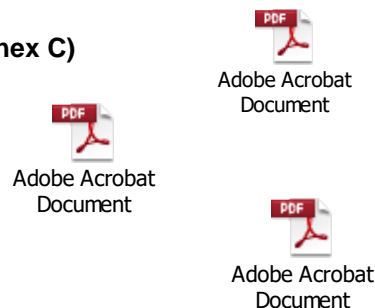 PDF
Adobe Acrobat
Document
nex C)
PDF
Adobe Acrobat
Document
PDF
Adobe Acrobat
Document